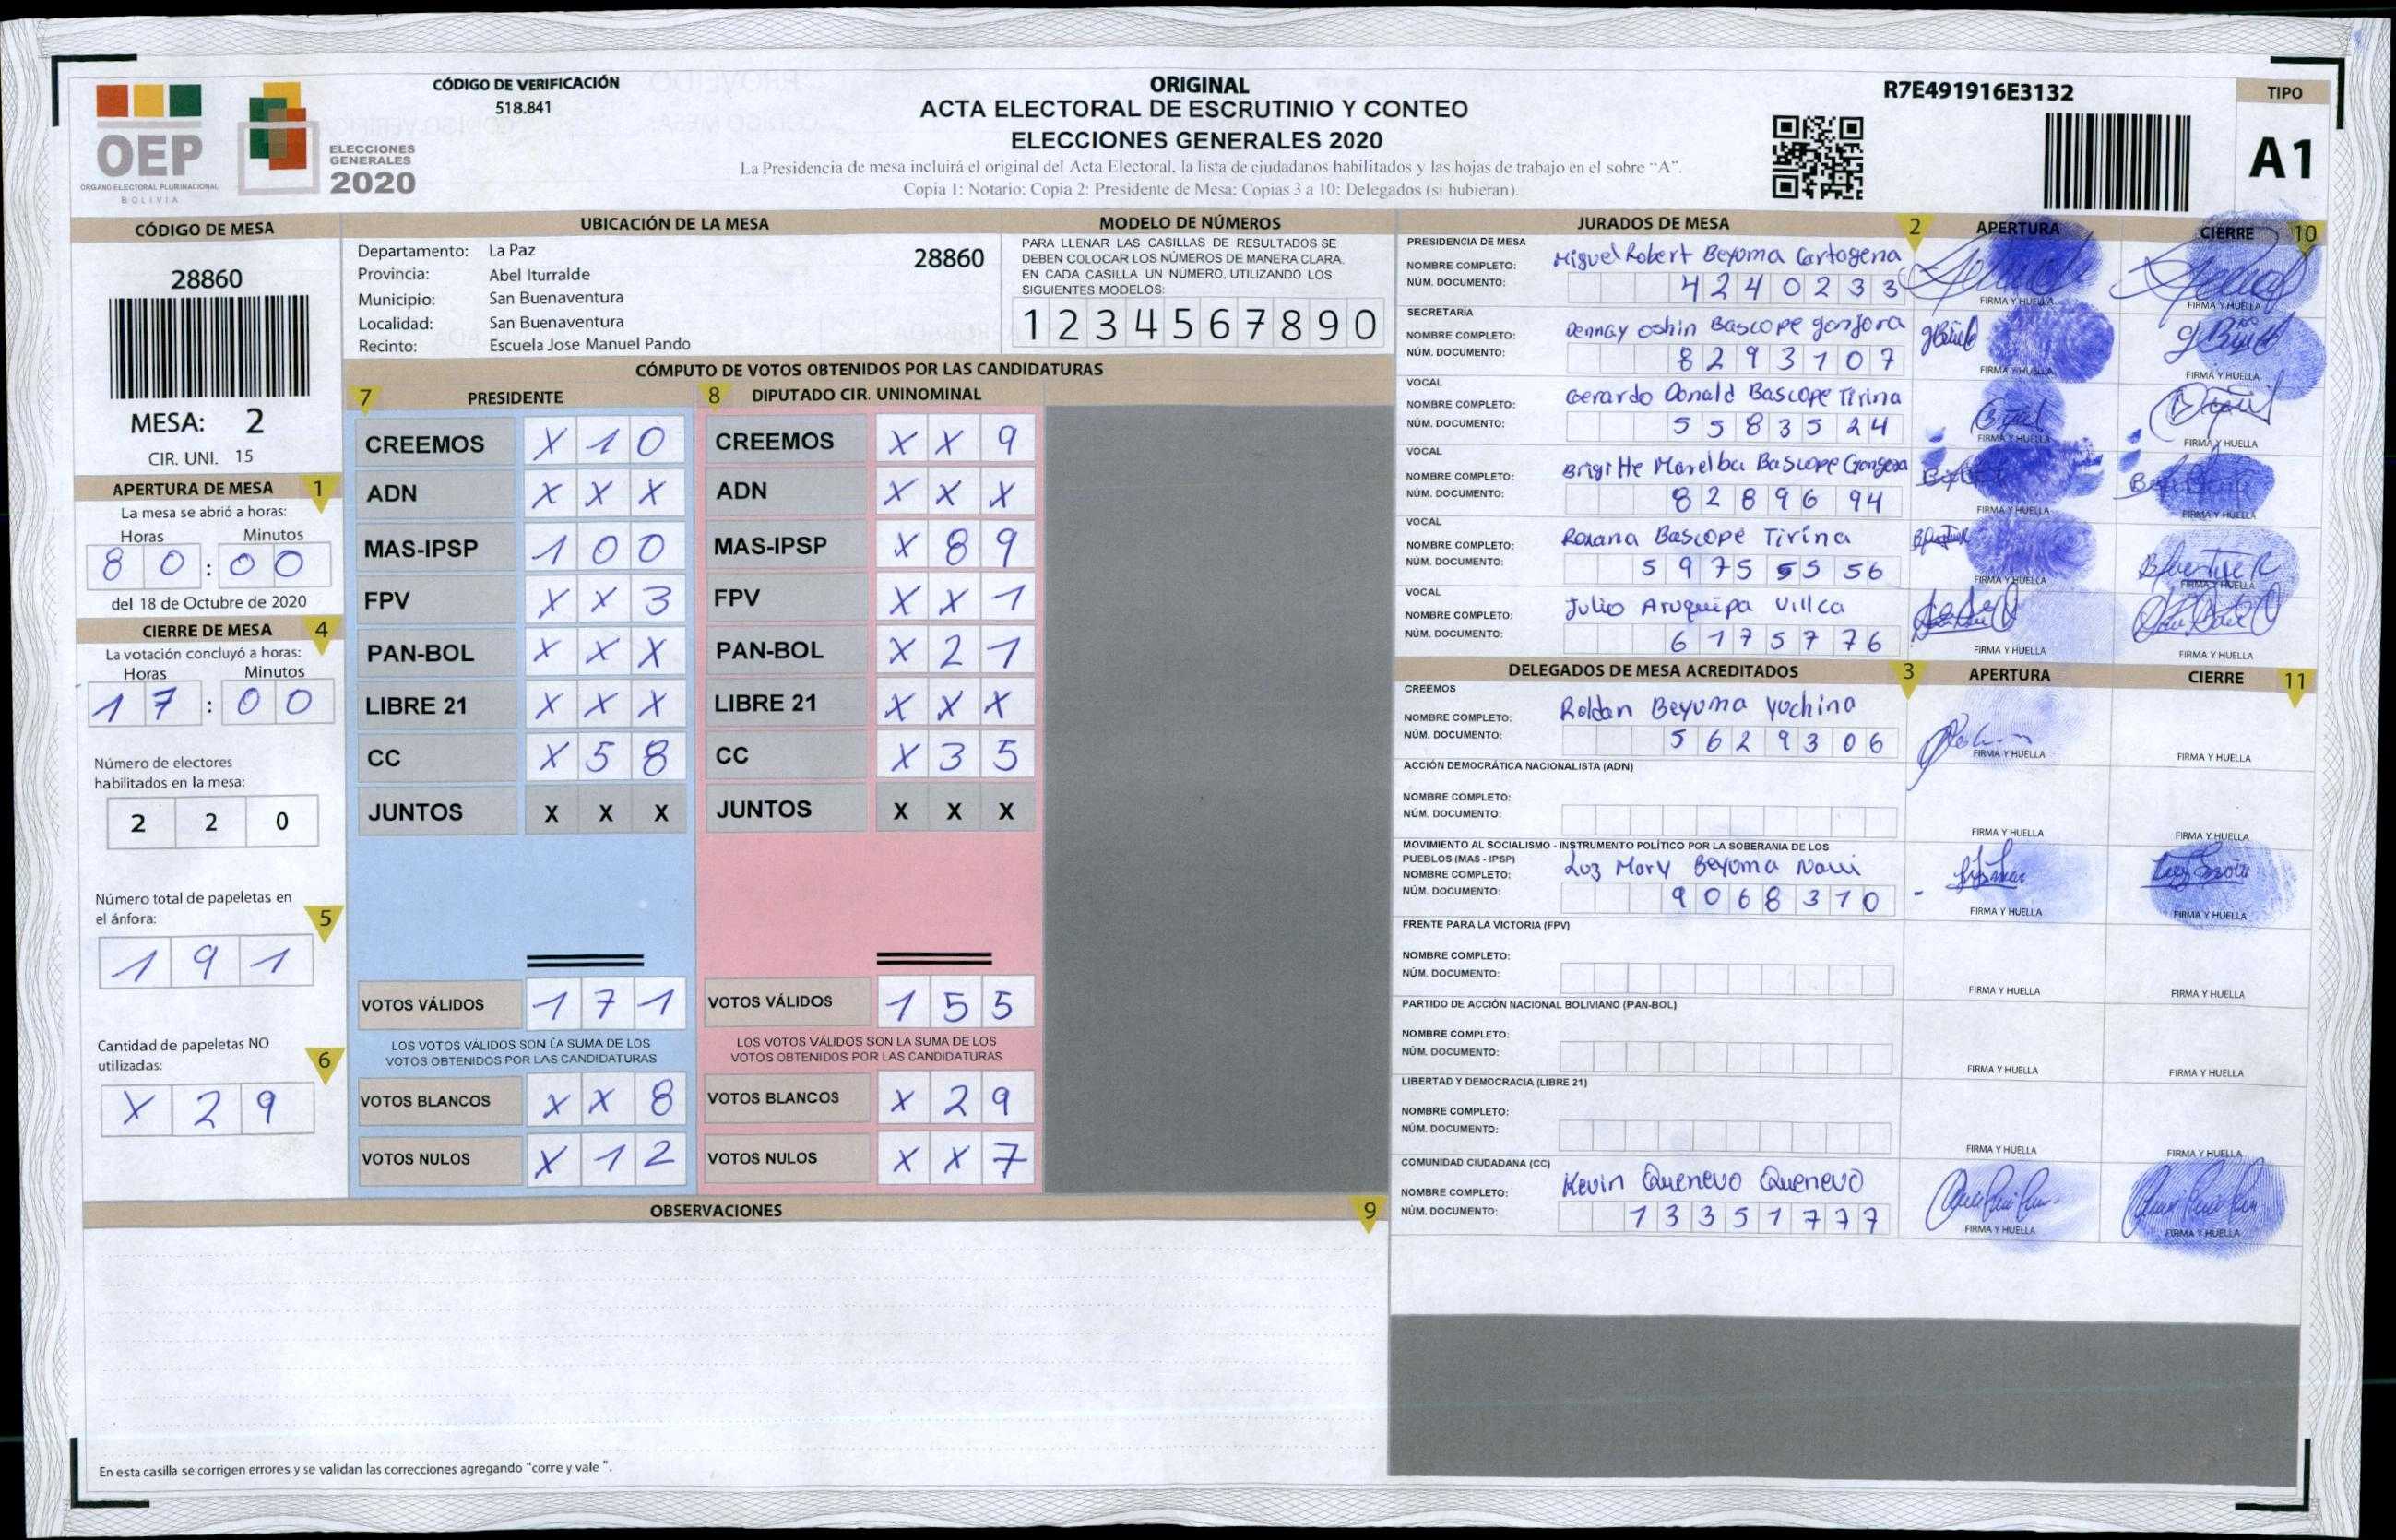 OEP
ÓRGANO ELECTORAL PLURINACIONAL
BOLIVIA
ELECCIONES
GENERALES
2020
CÓDIGO DE VERIFICACIÓN
518.841
ORIGINAL
ACTA ELECTORAL DE ESCRUTINIO Y CONTEO
ELECCIONES GENERALES 2020
La Presidencia de mesa incluirá el original del Acta Electoral, la lista de ciudadanos habilitados y las hojas de trabajo en el sobre "A".
Copia 1: Notario; Copia 2: Presidente de Mesa; Copias 3 a 10: Delegados (si hubieran).
R7E491916E3132
TIPO
A1
CÓDIGO DE MESA
28860
MESA: 2
CIR. UNI. 15
APERTURA DE MESA 1
La mesa se abrió a horas:
Horas Minutos
8 0 : 0 0
del 18 de Octubre de 2020
CIERRE DE MESA 4
La votación concluyó a horas:
Horas Minutos
1 7 : 0 0
Número de electores
habilitados en la mesa:
2 2 0
Número total de papeletas en
el ánfora: 5
1 9 1
Cantidad de papeletas NO
utilizadas: 6
X 2 9
UBICACIÓN DE LA MESA
Departamento: La Paz 28860
Provincia: Abel Iturralde
Municipio: San Buenaventura
Localidad: San Buenaventura
Recinto: Escuela Jose Manuel Pando
MODELO DE NÚMEROS
PARA LLENAR LAS CASILLAS DE RESULTADOS SE
DEBEN COLOCAR LOS NÚMEROS DE MANERA CLARA.
EN CADA CASILLA UN NÚMERO, UTILIZANDO LOS
SIGUIENTES MODELOS:
1 2 3 4 5 6 7 8 9 0
CÓMPUTO DE VOTOS OBTENIDOS POR LAS CANDIDATURAS
7 PRESIDENTE
CREEMOS X 1 0
ADN X X X
MAS-IPSP 1 0 0
FPV X X 3
PAN-BOL X X X
LIBRE 21 X X X
CC X 5 8
JUNTOS X X X
VOTOS VÁLIDOS 1 7 1
LOS VOTOS VÁLIDOS SON LA SUMA DE LOS
VOTOS OBTENIDOS POR LAS CANDIDATURAS
VOTOS BLANCOS X X 8
VOTOS NULOS X 1 2
8 DIPUTADO CIR. UNINOMINAL
CREEMOS X X 9
ADN X X X
MAS-IPSP X 8 9
FPV X X 1
PAN-BOL X 2 1
LIBRE 21 X X X
CC X 3 5
JUNTOS X X X
VOTOS VÁLIDOS 1 5 5
LOS VOTOS VÁLIDOS SON LA SUMA DE LOS
VOTOS OBTENIDOS POR LAS CANDIDATURAS
VOTOS BLANCOS X 2 9
VOTOS NULOS X X 7
OBSERVACIONES 9
En esta casilla se corrigen errores y se validan las correcciones agregando "corre y vale ".
JURADOS DE MESA 2 APERTURA CIERRE 10
PRESIDENCIA DE MESA
NOMBRE COMPLETO: Miguel Robert Beyuma Cartagena
NÚM. DOCUMENTO: 4 2 4 0 2 3 3
FIRMA Y HUELLA FIRMA Y HUELLA
SECRETARÍA
NOMBRE COMPLETO: Dennay oshin Bascope gongora
NÚM. DOCUMENTO: 8 2 9 3 1 0 7
FIRMA Y HUELLA FIRMA Y HUELLA
VOCAL
NOMBRE COMPLETO: Gerardo Donald Bascope Tirina
NÚM. DOCUMENTO: 5 5 8 3 5 2 4
FIRMA Y HUELLA FIRMA Y HUELLA
VOCAL
NOMBRE COMPLETO: Brigitte Marelba Bascope Gongora
NÚM. DOCUMENTO: 8 2 8 9 6 9 4
FIRMA Y HUELLA FIRMA Y HUELLA
VOCAL
NOMBRE COMPLETO: Roxana Bascope Tirina
NÚM. DOCUMENTO: 5 9 7 5 5 5 5 6
FIRMA Y HUELLA FIRMA Y HUELLA
VOCAL
NOMBRE COMPLETO: Julio Aruquipa Villca
NÚM. DOCUMENTO: 6 1 7 5 7 7 6
FIRMA Y HUELLA FIRMA Y HUELLA
DELEGADOS DE MESA ACREDITADOS 3 APERTURA CIERRE 11
CREEMOS
NOMBRE COMPLETO: Roldan Beyuma Yuchina
NÚM. DOCUMENTO: 5 6 2 9 3 0 6
FIRMA Y HUELLA FIRMA Y HUELLA
ACCIÓN DEMOCRÁTICA NACIONALISTA (ADN)
NOMBRE COMPLETO:
NÚM. DOCUMENTO:
FIRMA Y HUELLA FIRMA Y HUELLA
MOVIMIENTO AL SOCIALISMO - INSTRUMENTO POLÍTICO POR LA SOBERANIA DE LOS
PUEBLOS (MAS - IPSP)
NOMBRE COMPLETO: Luz Mary Beyuma Navi
NÚM. DOCUMENTO: 9 0 6 8 3 1 0
FIRMA Y HUELLA FIRMA Y HUELLA
FRENTE PARA LA VICTORIA (FPV)
NOMBRE COMPLETO:
NÚM. DOCUMENTO:
FIRMA Y HUELLA FIRMA Y HUELLA
PARTIDO DE ACCIÓN NACIONAL BOLIVIANO (PAN-BOL)
NOMBRE COMPLETO:
NÚM. DOCUMENTO:
FIRMA Y HUELLA FIRMA Y HUELLA
LIBERTAD Y DEMOCRACIA (LIBRE 21)
NOMBRE COMPLETO:
NÚM. DOCUMENTO:
FIRMA Y HUELLA FIRMA Y HUELLA
COMUNIDAD CIUDADANA (CC)
NOMBRE COMPLETO: Kevin Quenevo Quenevo
NÚM. DOCUMENTO: 1 3 3 5 1 7 7 7
FIRMA Y HUELLA FIRMA Y HUELLA